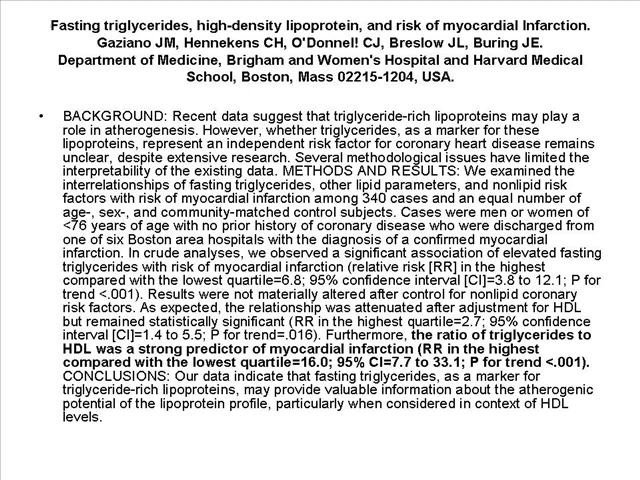 Fasting triglycerides, high-density lipoprotein, and risk of myocardial Infarction.
Gaziano JM, Hennekens CH, O'Donnel! CJ, Breslow JL, Buring JE.
Department of Medicine, Brigham and Women's Hospital and Harvard Medical
School, Boston, Mass 02215-1204, USA.
• BACKGROUND: Recent data suggest that triglyceride-rich lipoproteins may play a
role in atherogenesis. However, whether triglycerides, as a marker for these
lipoproteins, represent an independent risk factor for coronary heart disease remains
unclear, despite extensive research. Several methodological issues have limited the
interpretability of the existing data. METHODS AND RESULTS: We examined the
interrelationships of fasting triglycerides, other lipid parameters, and nonlipid risk
factors with risk of myocardial infarction among 340 cases and an equal number of
age-, sex-, and community-matched control subjects. Cases were men or women of
<76 years of age with no prior history of coronary disease who were discharged from
one of six Boston area hospitals with the diagnosis of a confirmed myocardial
infarction. In crude analyses, we observed a significant association of elevated fasting
triglycerides with risk of myocardial infarction (relative risk [RR] in the highest
compared with the lowest quartile=6.8; 95% confidence interval [CI]=3.8 to 12.1; P for
trend <.001). Results were not materially altered after control for nonlipid coronary
risk factors. As expected, the relationship was attenuated after adjustment for HDL
but remained statistically significant (RR in the highest quartile=2.7; 95% confidence
interval [CI]=1.4 to 5.5; P for trend=.016). Furthermore, the ratio of triglycerides to
HDL was a strong predictor of myocardial infarction (RR in the highest
compared with the lowest quartile=16.0; 95% CI=7.7 to 33.1; P for trend <.001).
CONCLUSIONS: Our data indicate that fasting triglycerides, as a marker for
triglyceride-rich lipoproteins, may provide valuable information about the atherogenic
potential of the lipoprotein profile, particularly when considered in context of HDL
levels.